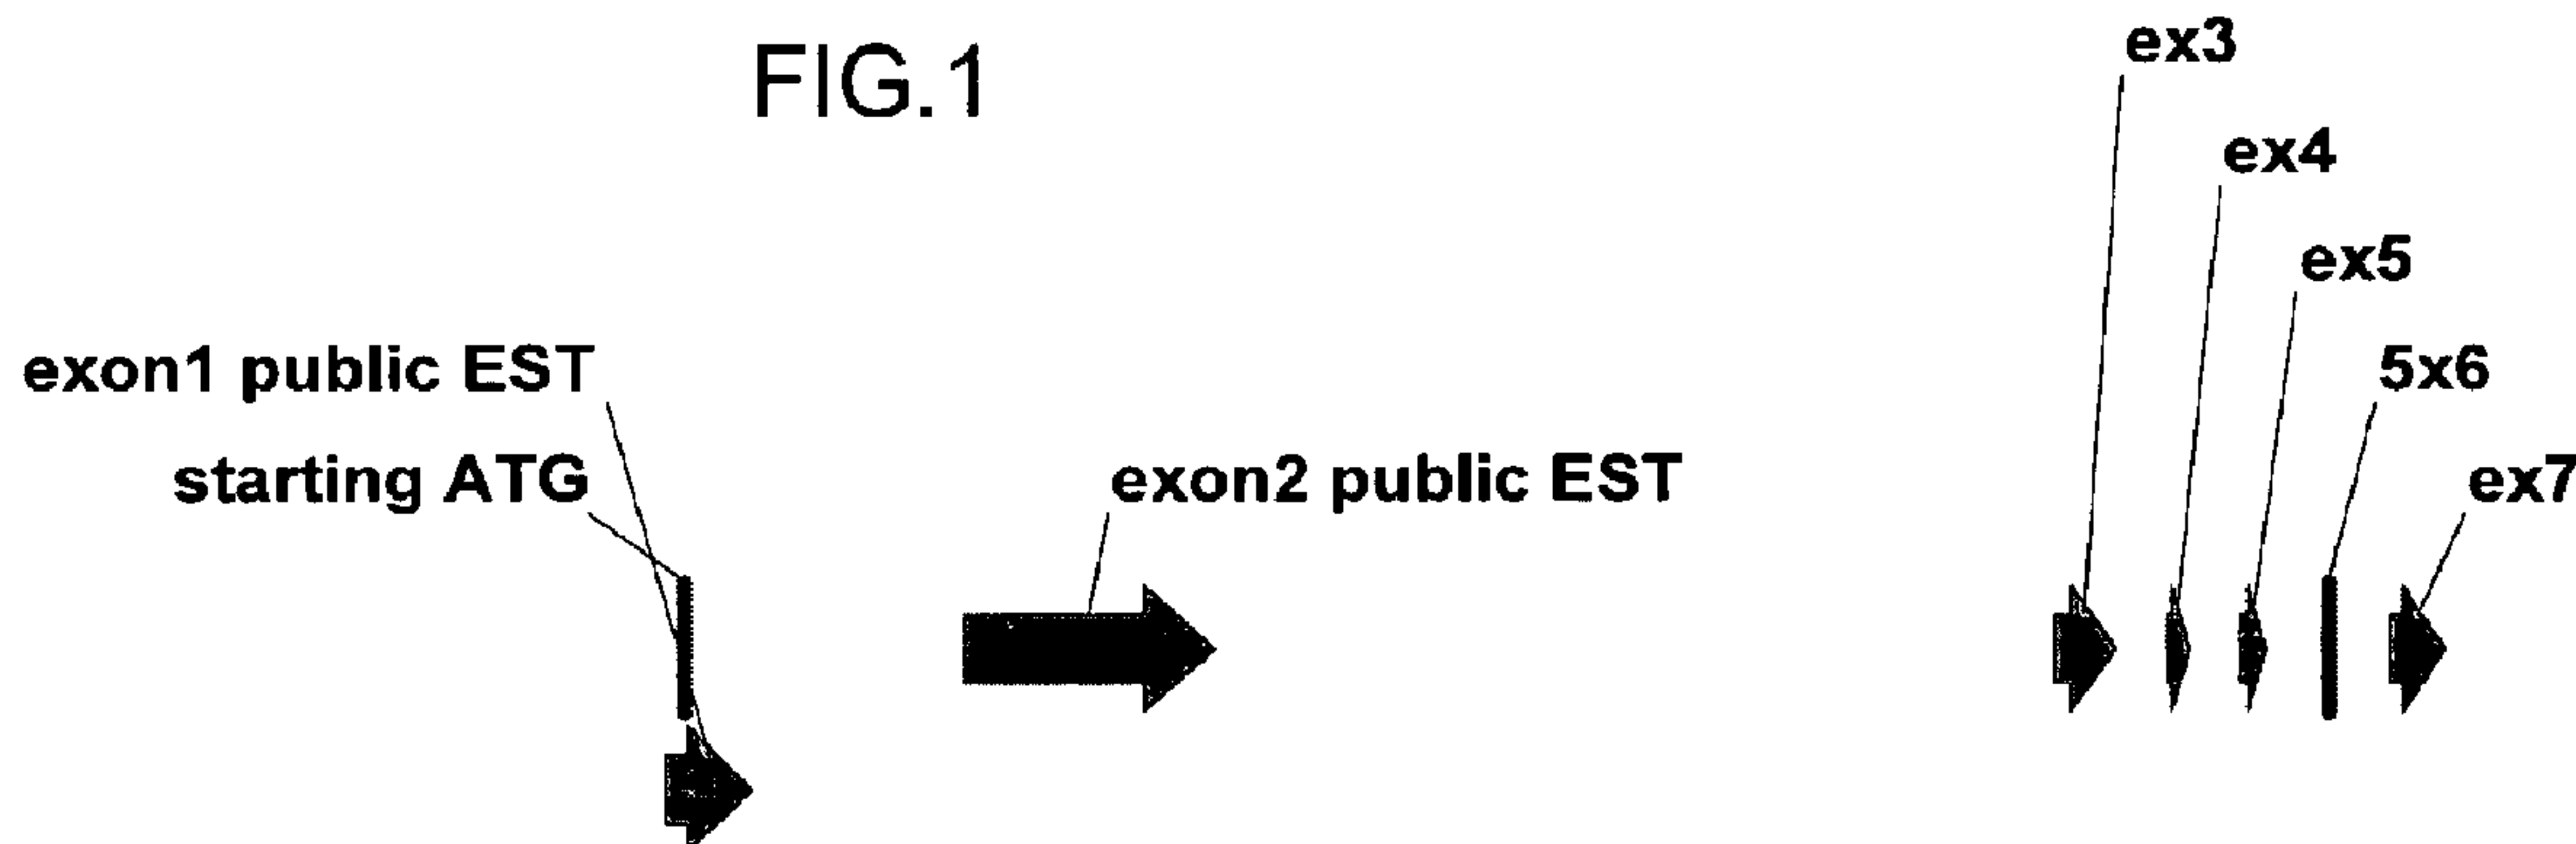 FIG.1
ex3
ex4
ex5
exon1 public EST
5x6
starting ATG
exon2 public EST
ex7